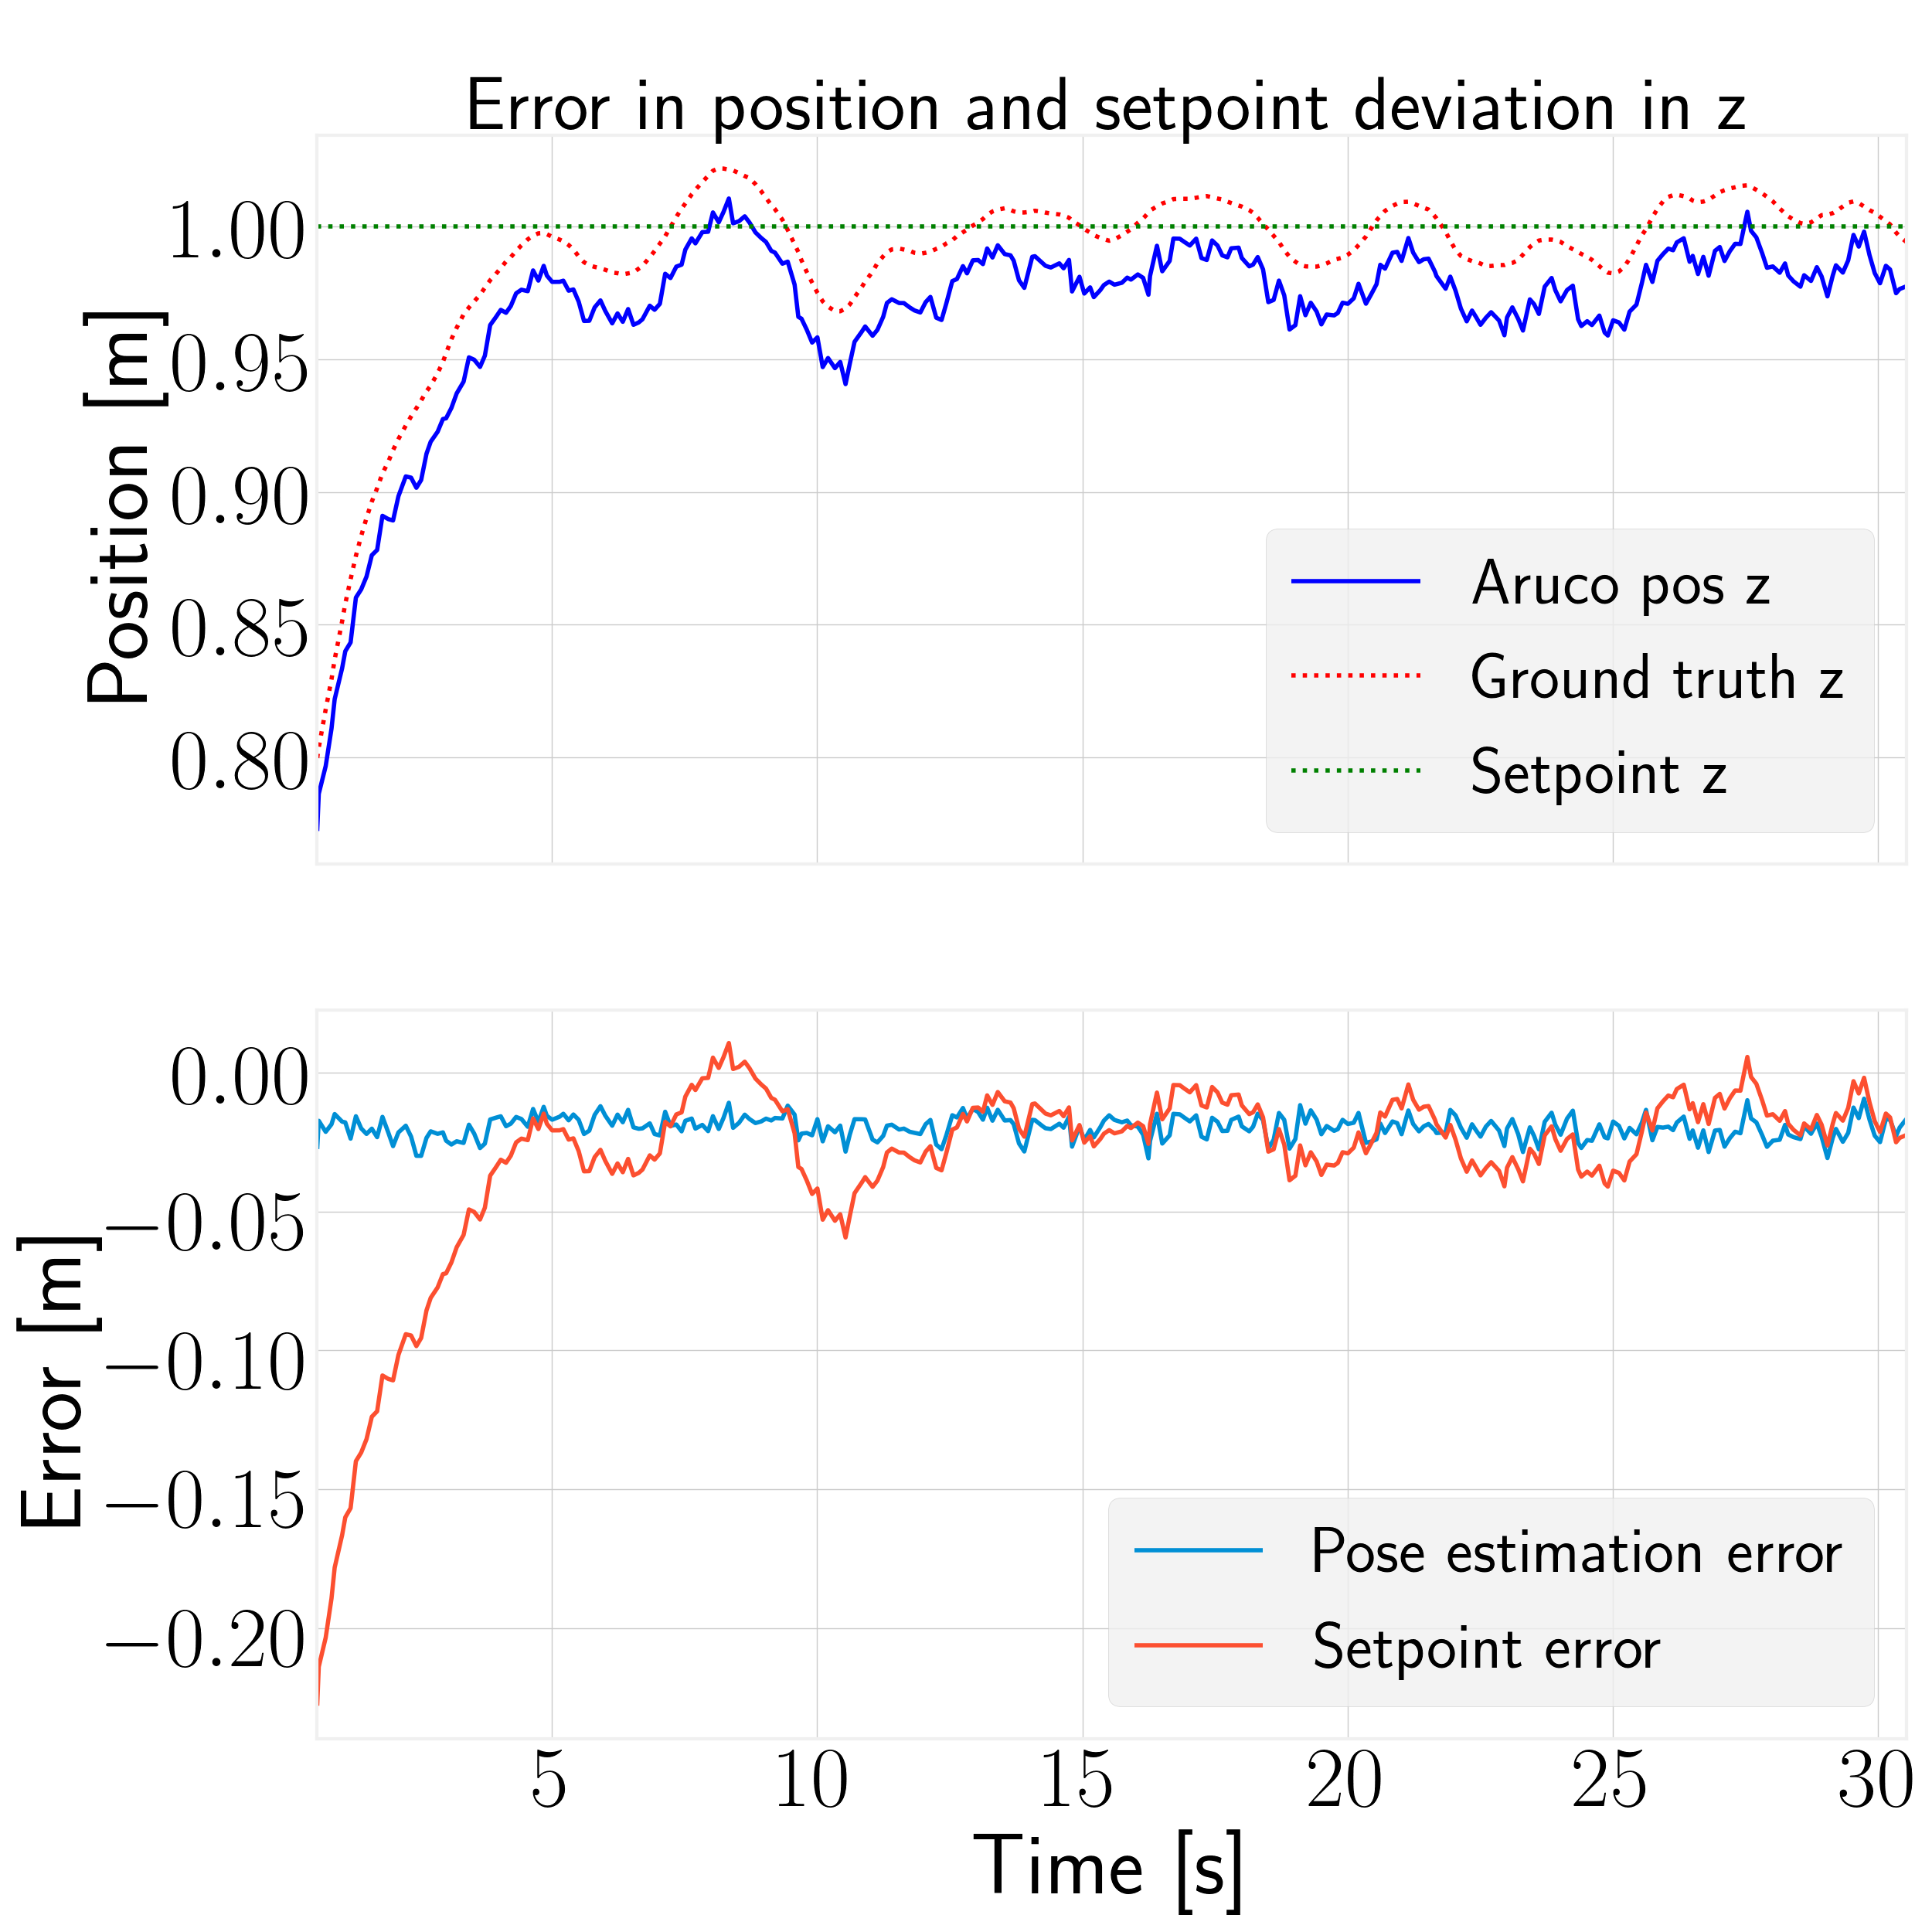 Error in position and setpoint deviation in z
Position [m]
1.00
0.95
0.90
0.85
0.80
Aruco pos z
Ground truth z
Setpoint z
Error [m]
0.00
−0.05
−0.10
−0.15
−0.20
Pose estimation error
Setpoint error
5 10 15 20 25 30
Time [s]